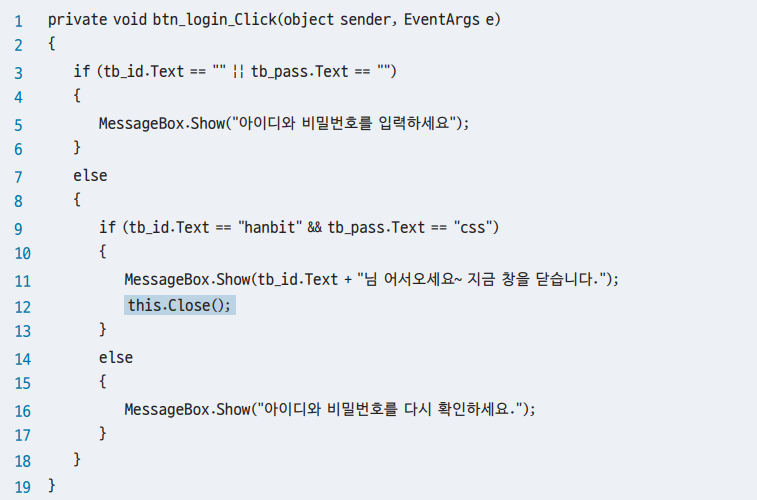 1 private void btn_login_Click(object sender, EventArgs e)
2 {
3 if (tb_id.Text == "" || tb_pass.Text == "")
4 {
5 MessageBox.Show("아이디와 비밀번호를 입력하세요");
6 }
7 else
8 {
9 if (tb_id.Text == "hanbit" && tb_pass.Text == "css")
10 {
11 MessageBox.Show(tb_id.Text + "님 어서오세요~ 지금 창을 닫습니다.");
12 this.Close();
13 }
14 else
15 {
16 MessageBox.Show("아이디와 비밀번호를 다시 확인하세요.");
17 }
18 }
19 }